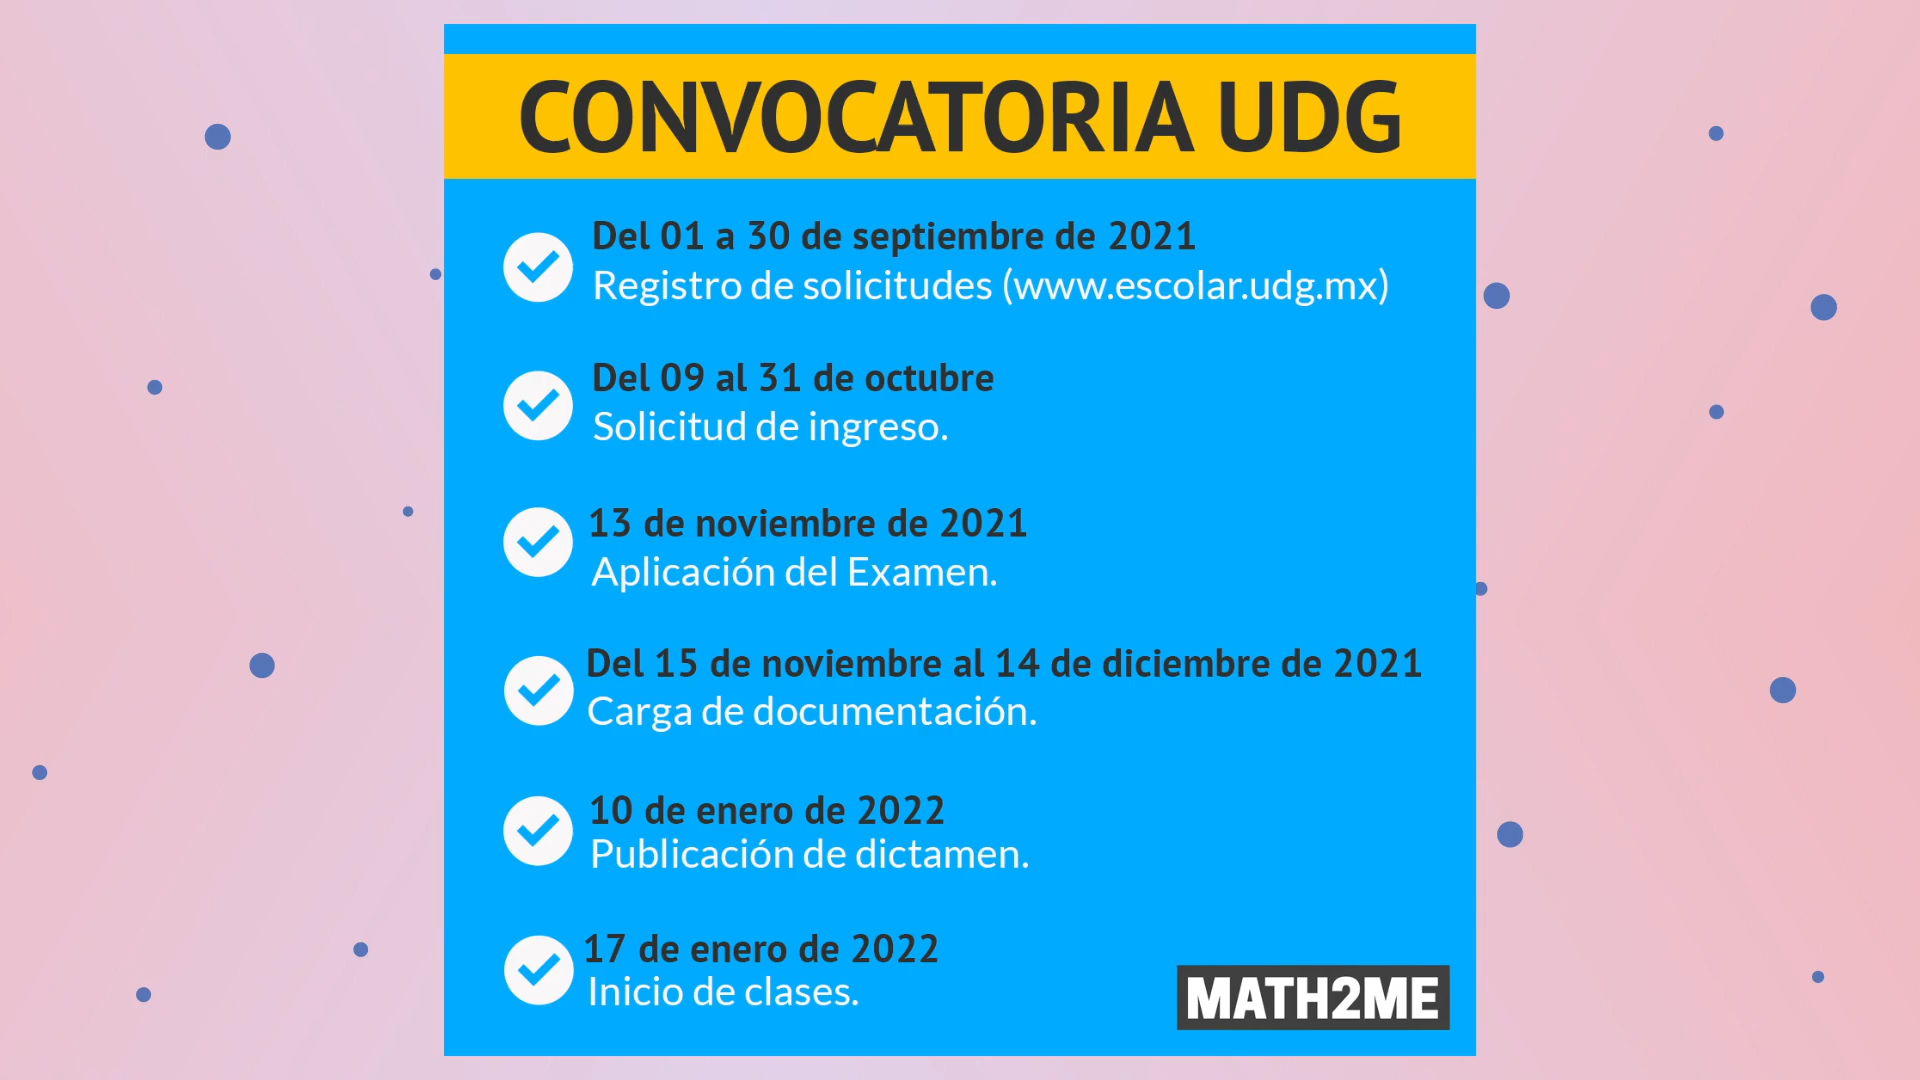 CONVOCATORIA UDG
Del 01 a 30 de septiembre de 2021
Registro de solicitudes (www.escolar.udg.mx)
Del 09 al 31 de octubre
Solicitud de ingreso.
13 de noviembre de 2021
Aplicación del Examen.
Del 15 de noviembre al 14 de diciembre de 2021
Carga de documentación.
10 de enero de 2022
Publicación de dictamen.
17 de enero de 2022
Inicio de clases.
MATH2ME